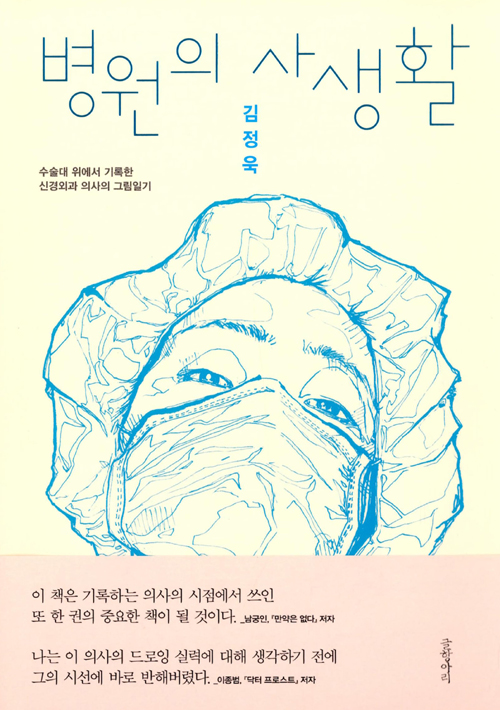 병원의 사생활
김정욱
수술대 위에서 기록한
신경외과 의사의 그림일기
이 책은 기록하는 의사의 시점에서 쓰인
또 한 권의 중요한 책이 될 것이다. _남궁인, 「만약은 없다」 저자
나는 이 의사의 드로잉 실력에 대해 생각하기 전에
그의 시선에 바로 반해버렸다. _이종범, 「닥터 프로스트」 저자
글항아리